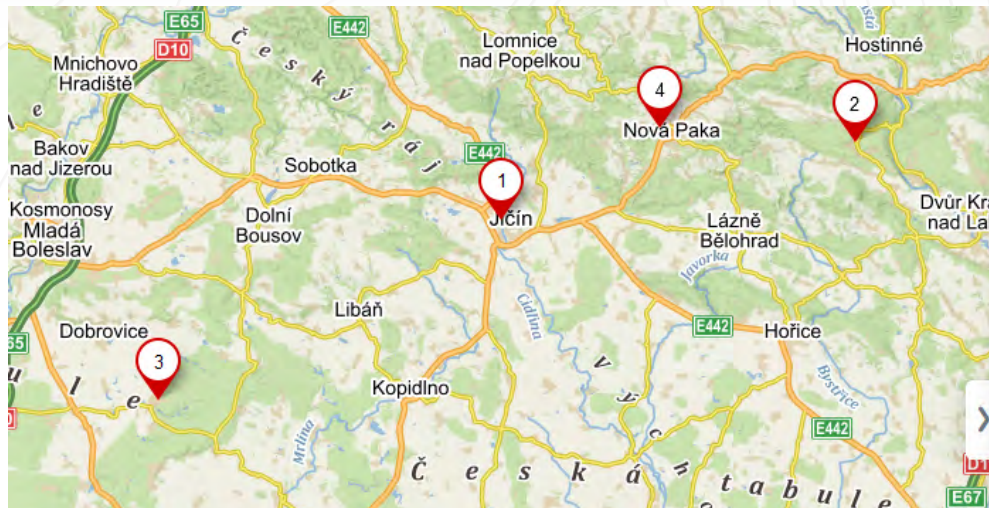 E65
D10
E442
Český ráj
Lomnice
nad Popelkou
Hostinné
Mnichovo
Hradiště
4
2
Nová Paka
Bakov
nad Jizerou
Sobotka
E442
1
Jičín
Kosmonosy
Mladá
Boleslav
Dolní
Bousov
Lázně
Bělohrad
Dvůr Kr
nad La
Javorka
Cidlina
Libáň
Dobrovice
3
E442
Hořice
Kopidlno
Bystřice
Mrlina
E442
Česká
tabule
E67